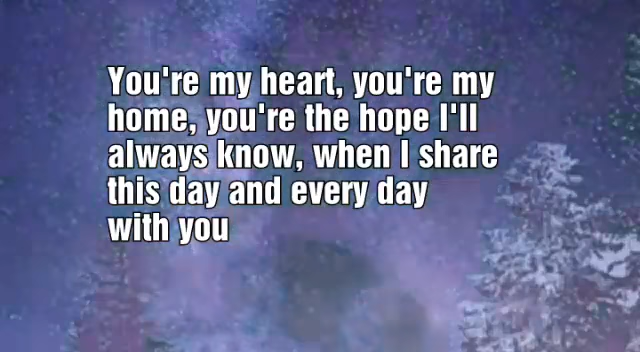 You're my heart, you're my
home, you're the hope I'll
always know, when I share
this day and every day
with you